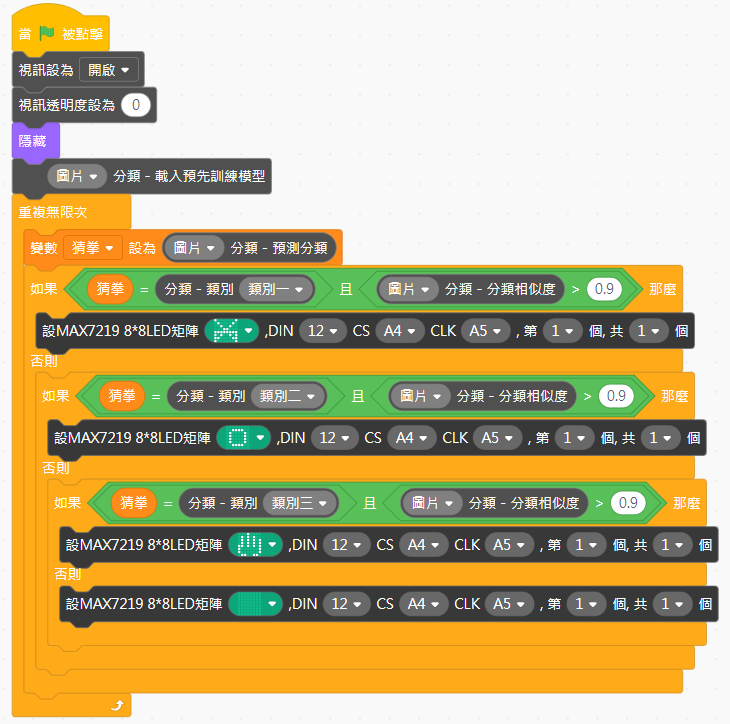 當 被點擊
視訊設為 開啟
視訊透明度設為 0
隱藏
圖片 分類 - 載入預先訓練模型
重複無限次
變數 猜拳 設為 圖片 分類 - 預測分類
如果 猜拳 = 分類 - 類別 類別一 且 圖片 分類 - 分類相似度 > 0.9 那麼
設MAX7219 8*8LED矩陣 ,DIN 12 CS A4 CLK A5 , 第 1 個, 共 1 個
否則
如果 猜拳 = 分類 - 類別 類別二 且 圖片 分類 - 分類相似度 > 0.9 那麼
設MAX7219 8*8LED矩陣 ,DIN 12 CS A4 CLK A5 , 第 1 個, 共 1 個
否則
如果 猜拳 = 分類 - 類別 類別三 且 圖片 分類 - 分類相似度 > 0.9 那麼
設MAX7219 8*8LED矩陣 ,DIN 12 CS A4 CLK A5 , 第 1 個, 共 1 個
否則
設MAX7219 8*8LED矩陣 ,DIN 12 CS A4 CLK A5 , 第 1 個, 共 1 個